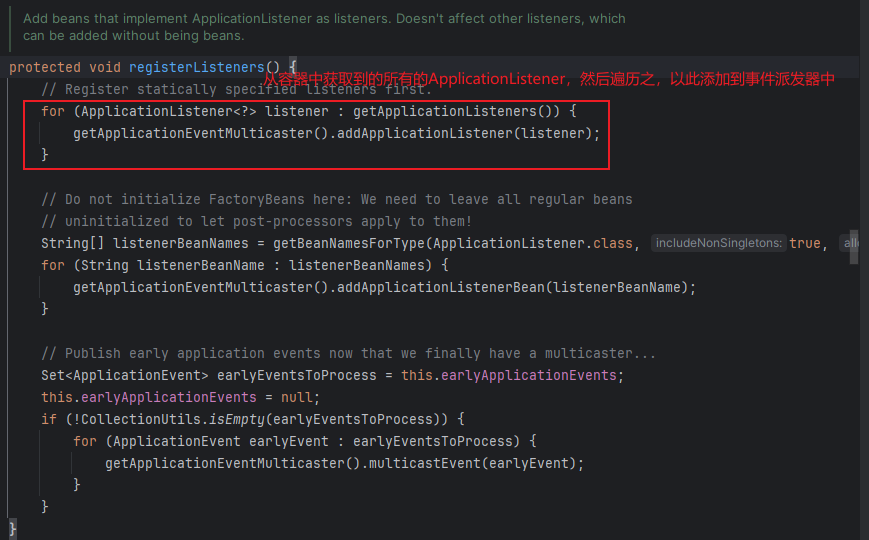 Add beans that implement ApplicationListener as listeners. Doesn't affect other listeners, which
can be added without being beans.
protected void registerListeners() {
从容器中获取到的所有的ApplicationListener，然后遍历之，以此添加到事件派发器中
// Register statically specified listeners first.
for (ApplicationListener<?> listener : getApplicationListeners()) {
getApplicationEventMulticaster().addApplicationListener(listener);
}
// Do not initialize FactoryBeans here: We need to leave all regular beans
// uninitialized to let post-processors apply to them!
String[] listenerBeanNames = getBeanNamesForType(ApplicationListener.class, includeNonSingletons: true,
for (String listenerBeanName : listenerBeanNames) {
getApplicationEventMulticaster().addApplicationListenerBean(listenerBeanName);
}
// Publish early application events now that we finally have a multicaster...
Set<ApplicationEvent> earlyEventsToProcess = this.earlyApplicationEvents;
this.earlyApplicationEvents = null;
if (!CollectionUtils.isEmpty(earlyEventsToProcess)) {
for (ApplicationEvent earlyEvent : earlyEventsToProcess) {
getApplicationEventMulticaster().multicastEvent(earlyEvent);
}
}
}